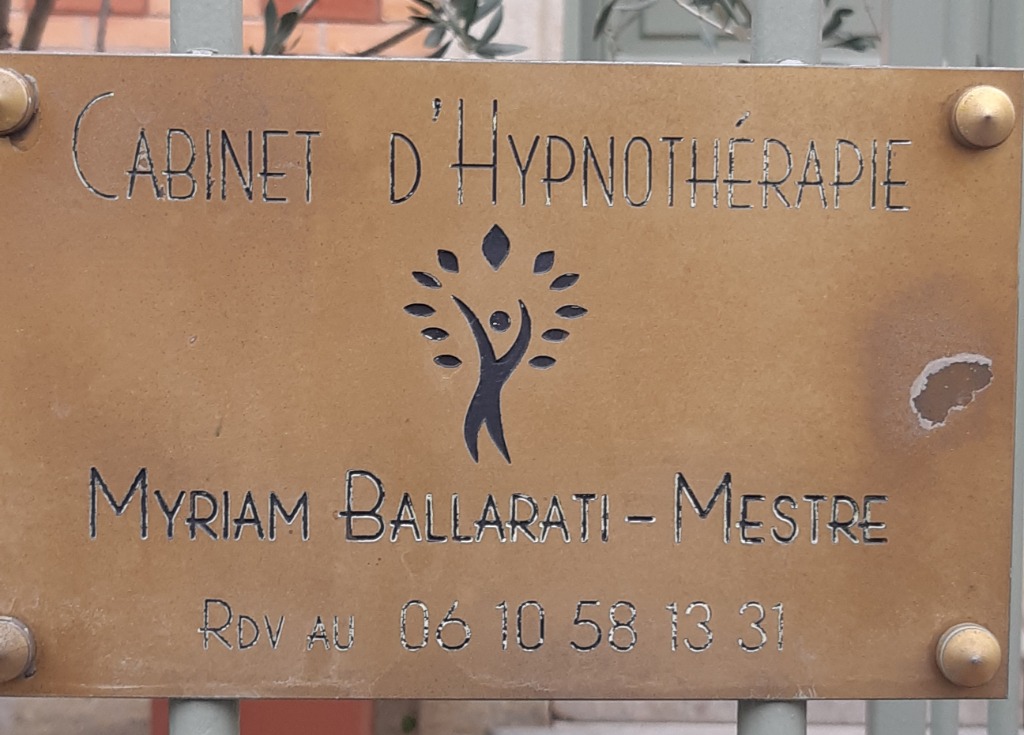 Cabinet d'Hypnothérapie
Myriam Ballarati - Mestre
Rdv au 06 10 58 13 31